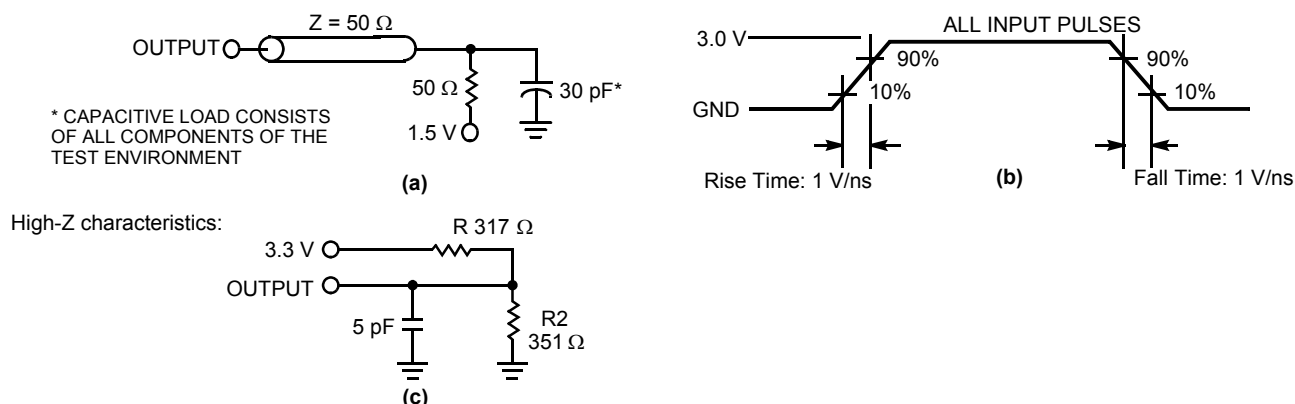 Z = 50 Ω
OUTPUT
50 Ω
30 pF*
1.5 V
* CAPACITIVE LOAD CONSISTS
OF ALL COMPONENTS OF THE
TEST ENVIRONMENT
(a)
ALL INPUT PULSES
3.0 V
90%
90%
10%
10%
GND
Rise Time: 1 V/ns
(b)
Fall Time: 1 V/ns
High-Z characteristics:
R 317 Ω
3.3 V
OUTPUT
5 pF
R2
351 Ω
(c)